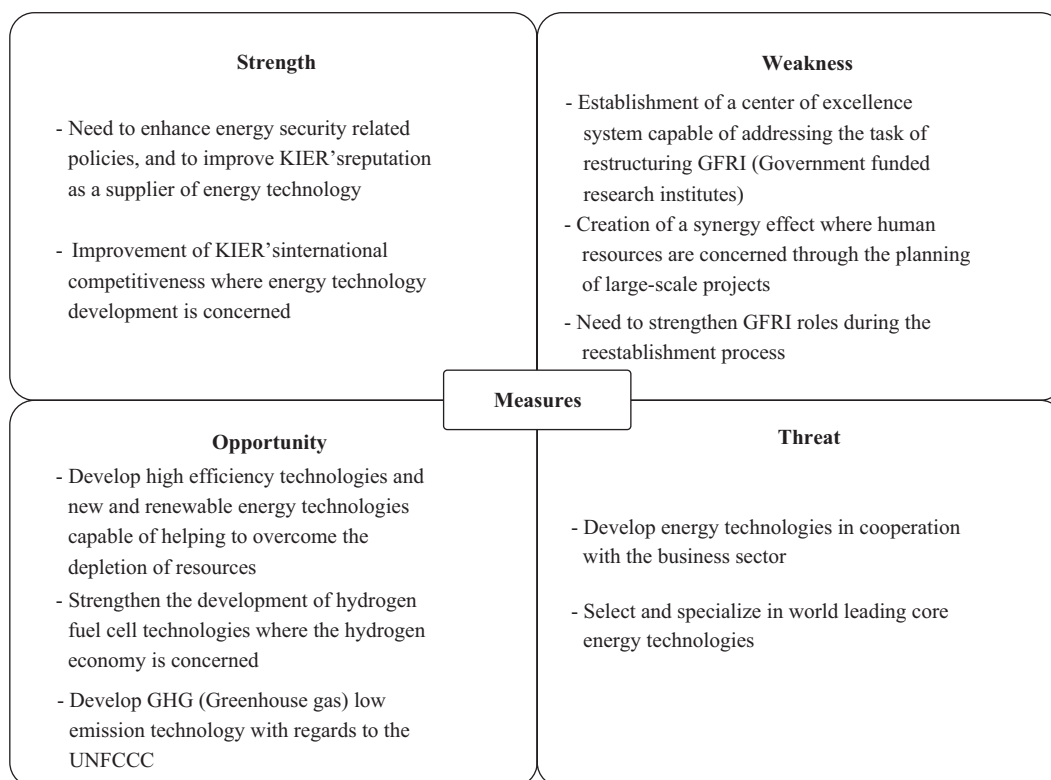 Strength
- Need to enhance energy security related
policies, and to improve KIER'sreputation
as a supplier of energy technology
- Improvement of KIER'sinternational
competitiveness where energy technology
development is concerned
Weakness
- Establishment of a center of excellence
system capable of addressing the task of
restructuring GFRI (Government funded
research institutes)
- Creation of a synergy effect where human
resources are concerned through the planning
of large-scale projects
- Need to strengthen GFRI roles during the
reestablishment process
Measures
Opportunity
- Develop high efficiency technologies and
new and renewable energy technologies
capable of helping to overcome the
depletion of resources
- Strengthen the development of hydrogen
fuel cell technologies where the hydrogen
economy is concerned
- Develop GHG (Greenhouse gas) low
emission technology with regards to the
UNFCCC
Threat
- Develop energy technologies in cooperation
with the business sector
- Select and specialize in world leading core
energy technologies